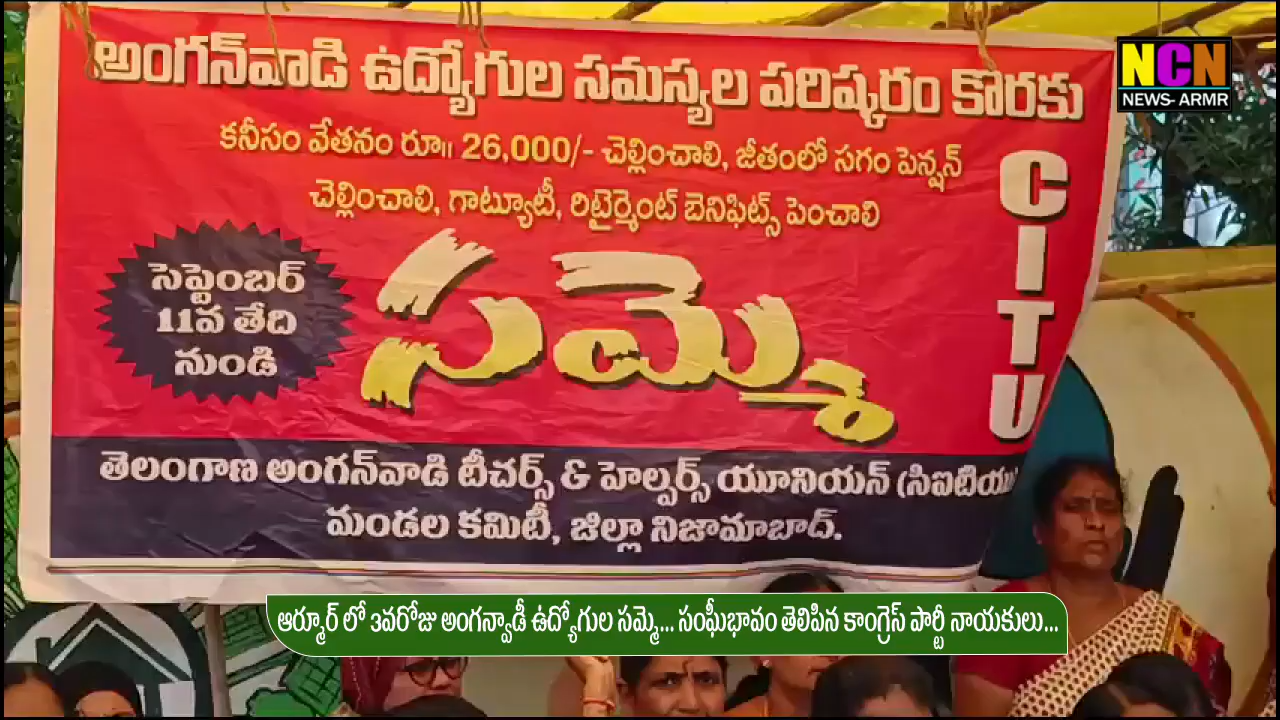 అంగన్‌వాడి ఉద్యోగుల సమస్యల పరిష్కరం కొరకు
కనీసం వేతనం రూ॥ 26,000/- చెల్లించాలి, జీతంలో సగం పెన్షన్
చెల్లించాలి, గాట్యూటీ, రిటైర్మెంట్ బెనిఫిట్స్ పెంచాలి
సెప్టెంబర్
11వ తేది
నుండి
సమ్మె
CITU
తెలంగాణ అంగన్‌వాడి టీచర్స్ & హెల్పర్స్ యూనియన్ (సిఐటియు
మండల కమిటీ, జిల్లా నిజామాబాద్.
NCN
NEWS- ARMR
ఆర్మూర్ లో 3వరోజు అంగన్వాడీ ఉద్యోగుల సమ్మె... సంఘీభావం తెలిపిన కాంగ్రెస్ పార్టీ నాయకులు...